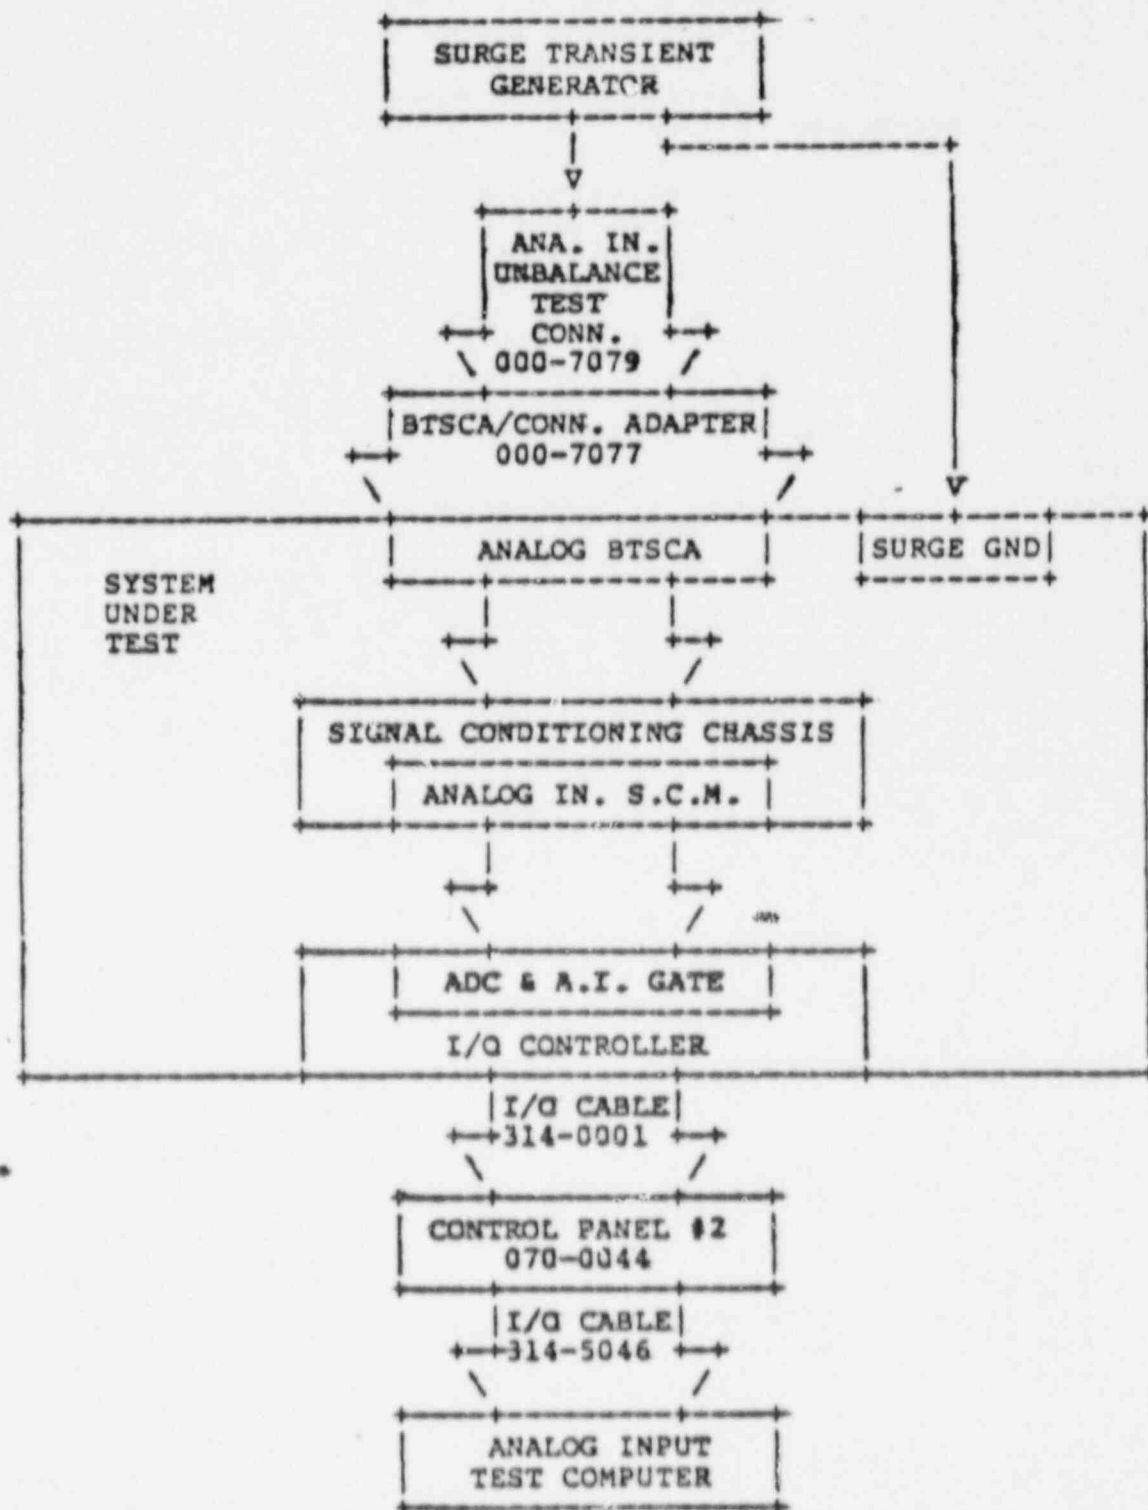 SURGE TRANSIENT
GENERATOR
ANA. IN.
UNBALANCE
TEST
CONN.
000-7079
BTSCA/CONN. ADAPTER
000-7077
ANALOG BTSCA
SURGE GND
SYSTEM
UNDER
TEST
SIGNAL CONDITIONING CHASSIS
ANALOG IN. S.C.M.
ADC & A.I. GATE
I/O CONTROLLER
I/O CABLE
314-0001
CONTROL PANEL #2
070-0044
I/O CABLE
314-5046
ANALOG INPUT
TEST COMPUTER